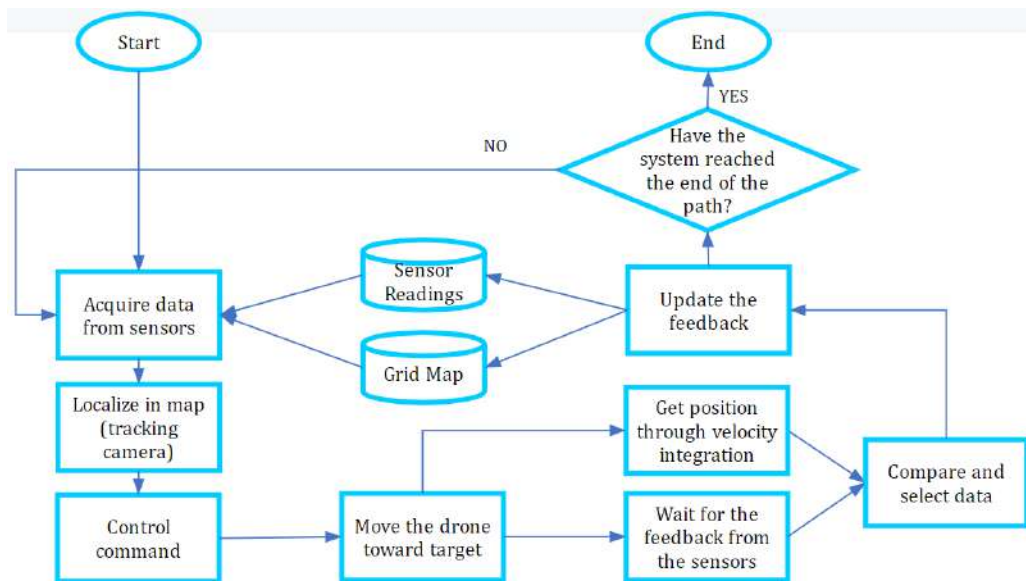 Start
End
YES
NO
Have the
system reached
the end of the
path?
Sensor
Readings
Acquire data
from sensors
Update the
feedback
Grid Map
Localize in map
(tracking
camera)
Get position
through velocity
integration
Compare and
select data
Control
command
Move the drone
toward target
Wait for the
feedback from
the sensors